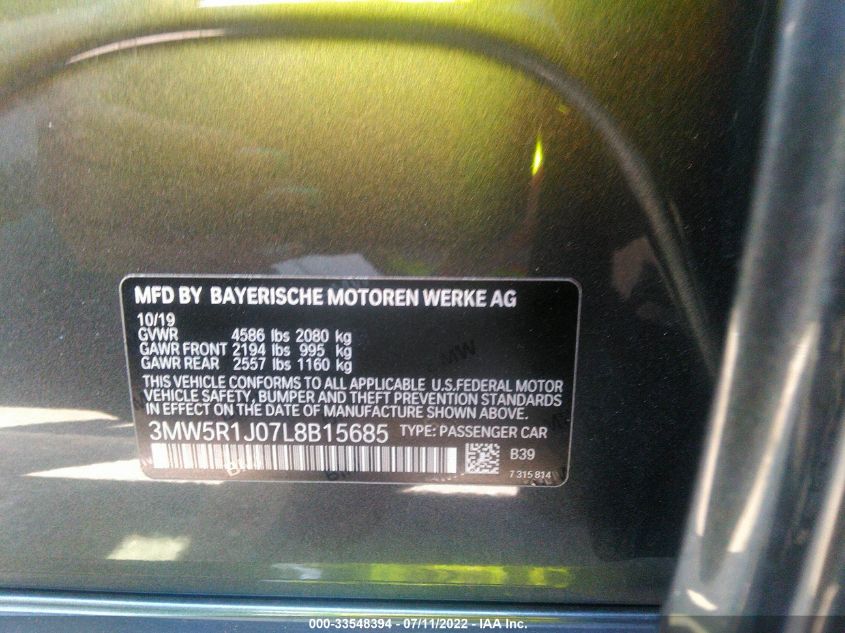 MFD BY BAYERISCHE MOTOREN WERKE AG
10/19
GVWR 4586 lbs 2080 kg
GAWR FRONT 2194 lbs 995 kg
GAWR REAR 2557 lbs 1160 kg
THIS VEHICLE CONFORMS TO ALL APPLICABLE U.S.FEDERAL MOTOR
VEHICLE SAFETY, BUMPER AND THEFT PREVENTION STANDARDS
IN EFFECT ON THE DATE OF MANUFACTURE SHOWN ABOVE.
3MW5R1J07L8B15685 TYPE: PASSENGER CAR
B39
7 315 814
000-33548394 - 07/11/2022 - IAA Inc.